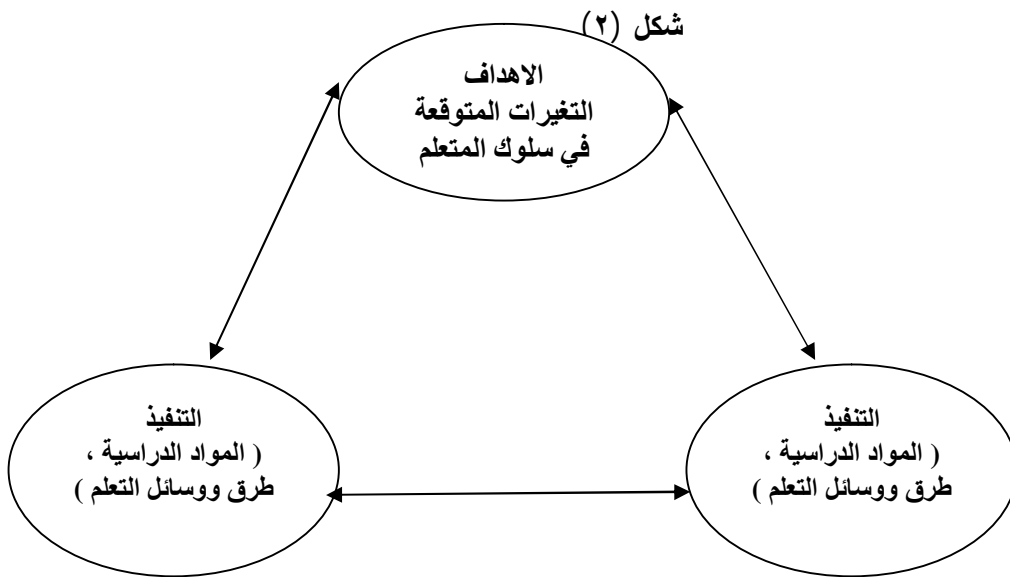 شكل (٢)
الاهداف
التغيرات المتوقعة
في سلوك المتعلم
التنفيذ
( المواد الدراسية ،
طرق ووسائل التعلم )
التنفيذ
( المواد الدراسية ،
طرق ووسائل التعلم )